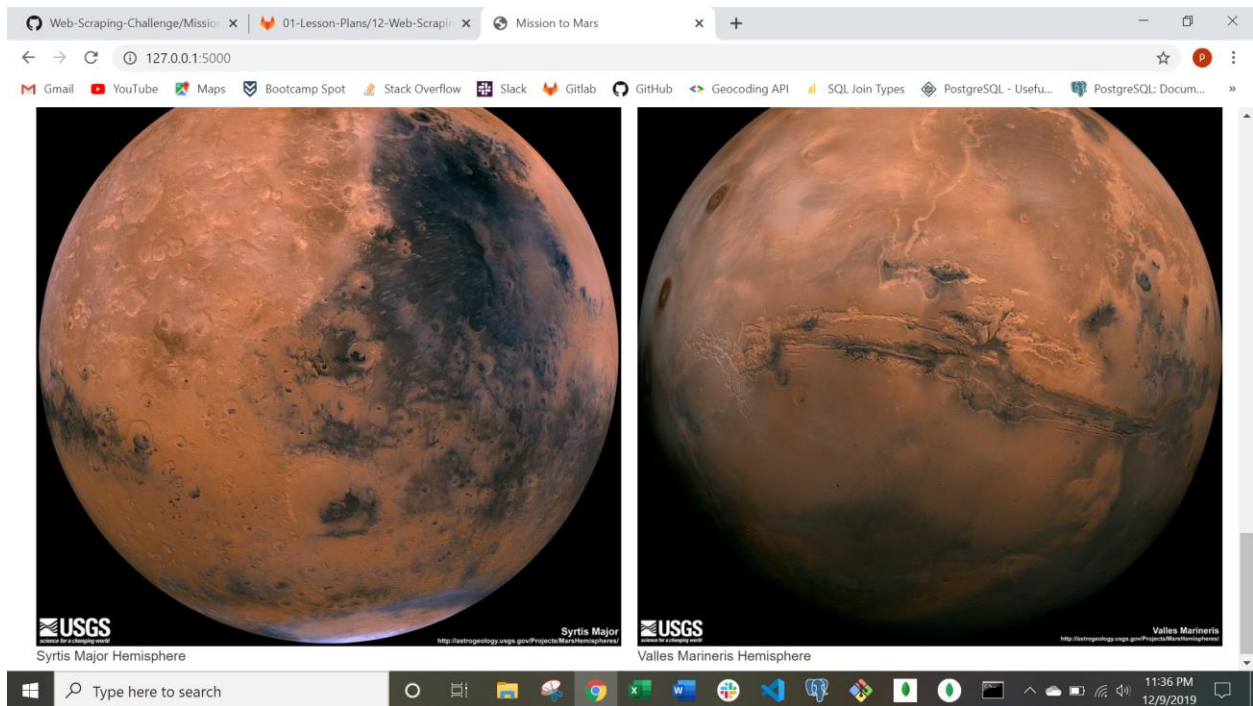 Web-Scraping-Challenge/Mission
01-Lesson-Plans/12-Web-Scrapin
Mission to Mars
127.0.0.1:5000
P
Gmail YouTube Maps Bootcamp Spot Stack Overflow Slack Gitlab GitHub Geocoding API SQL Join Types PostgreSQL - Usefu... PostgreSQL: Docum... »
USGS
science for a changing world
Syrtis Major
http://astrogeology.usgs.gov/Projects/MarsHemispheres/
Syrtis Major Hemisphere
USGS
science for a changing world
Valles Marineris
http://astrogeology.usgs.gov/Projects/MarsHemispheres/
Valles Marineris Hemisphere
Type here to search
11:36 PM
12/9/2019